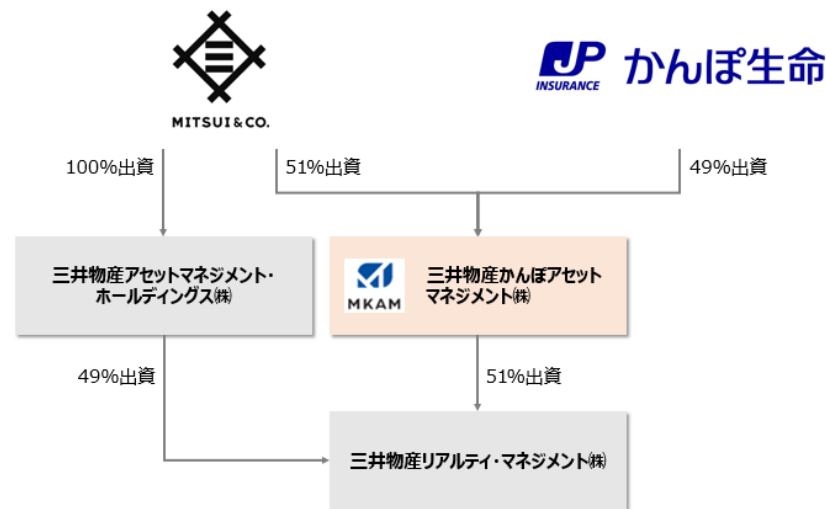 MITSUI & CO.
JP
INSURANCE
かんぽ生命
100%出資
51%出資
49%出資
三井物産アセットマネジメント・
ホールディングス㈱
MKAM
三井物産かんぽアセット
マネジメント㈱
49%出資
51%出資
三井物産リアルティ・マネジメント㈱